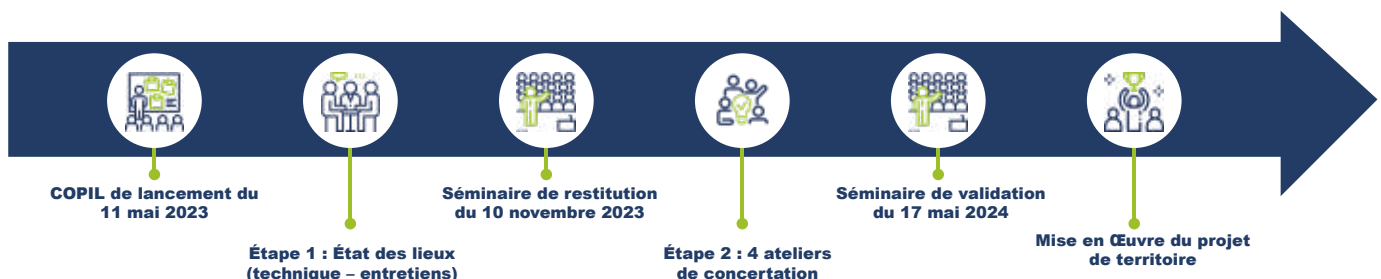 COPIL de lancement du
11 mai 2023
Étape 1 : État des lieux
(technique – entretiens)
Séminaire de restitution
du 10 novembre 2023
Étape 2 : 4 ateliers
de concertation
Séminaire de validation
du 17 mai 2024
Mise en Œuvre du projet
de territoire